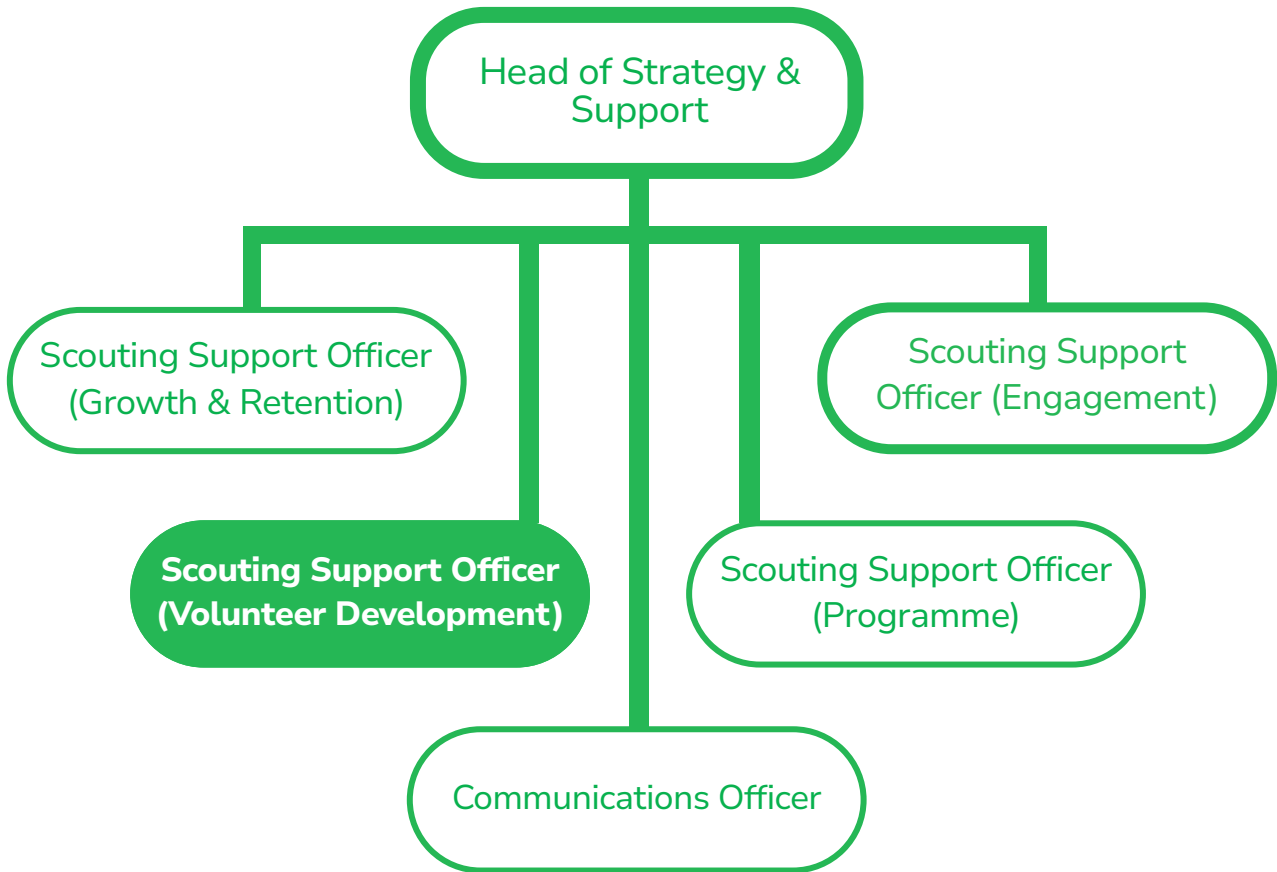 Head of Strategy &
Support
Scouting Support Officer
(Growth & Retention)
Scouting Support
Officer (Engagement)
Scouting Support Officer
(Volunteer Development)
Scouting Support Officer
(Programme)
Communications Officer